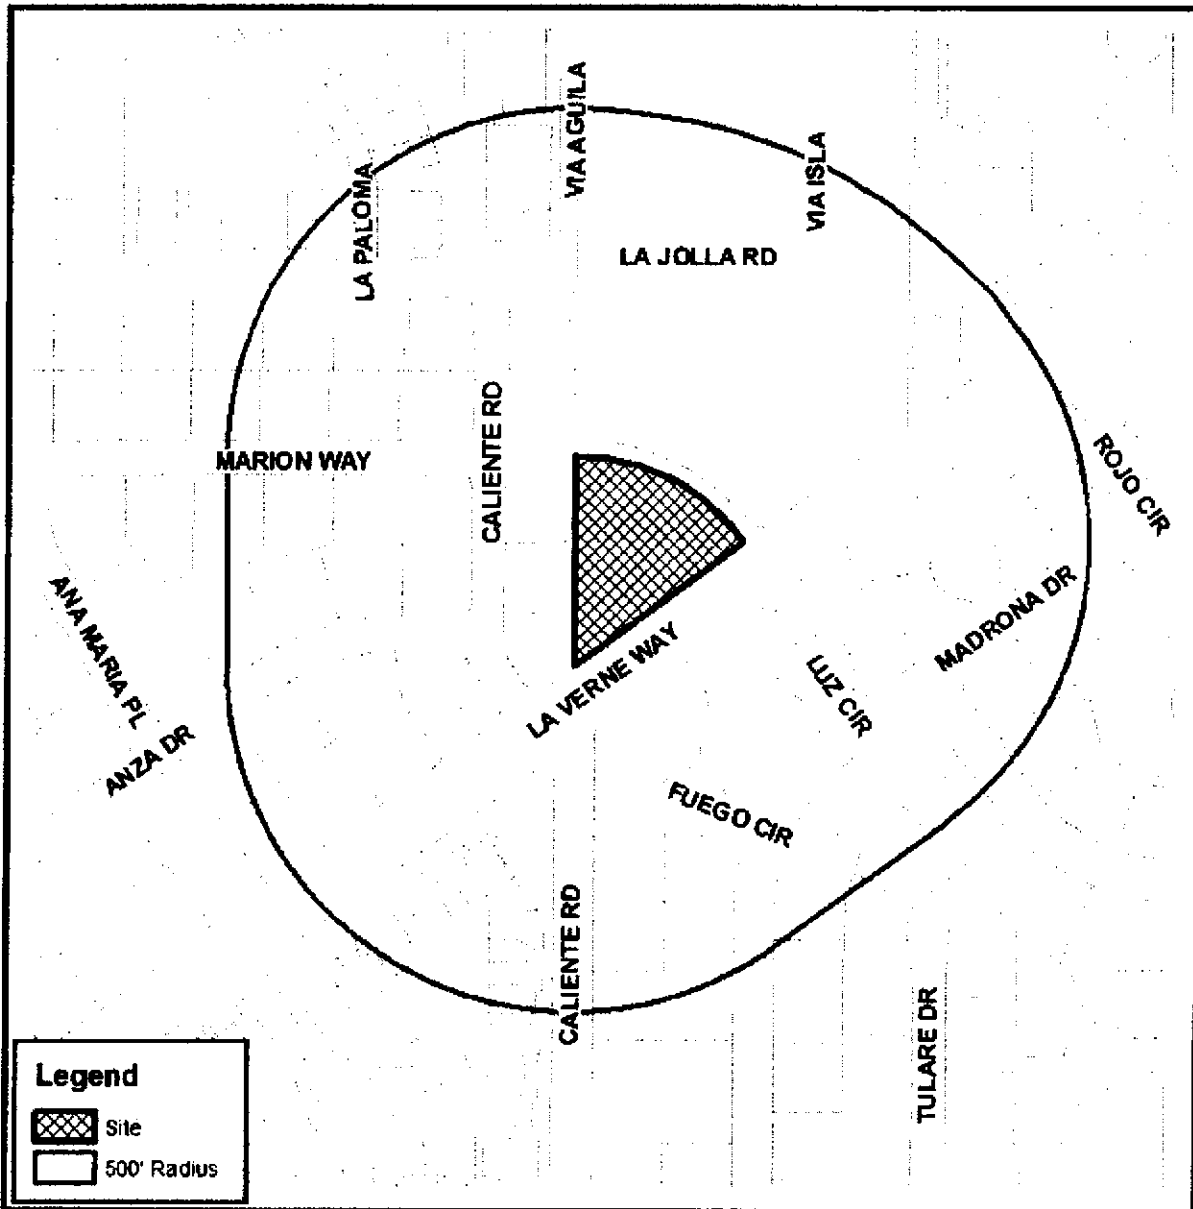 VIA AGUILA
VIA ISLA
LA PALOMA
LA JOLLA RD
CALIENTE RD
MARION WAY
ROJO CIR
ANA MARIA PL
MADRONA DR
LA VERNE WAY
LUZ CIR
ANZA DR
FUEGO CIR
CALIENTE RD
TULARE DR
Legend
Site
500' Radius